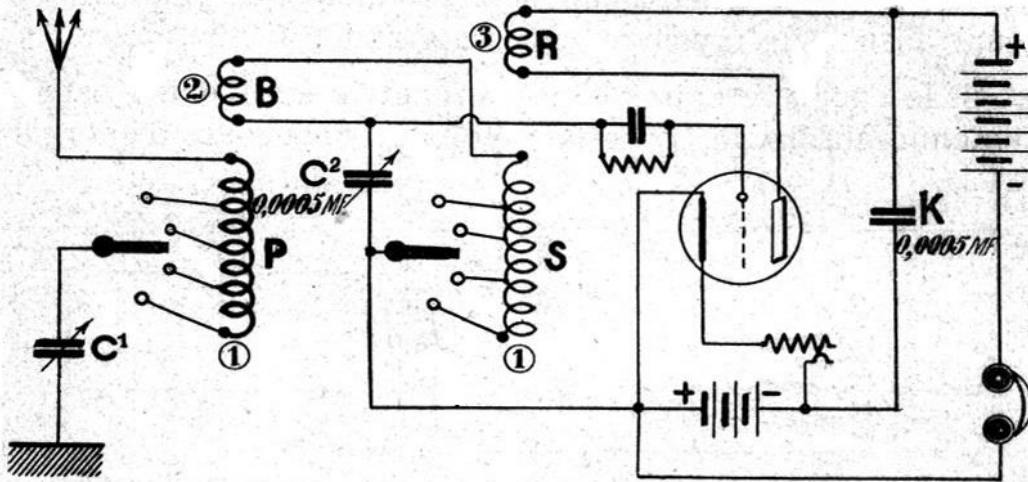 ③ R
+
② B
C²
0,0005 MF.
P
S
K
0,0005 MF.
-
C¹
①
①
+ -